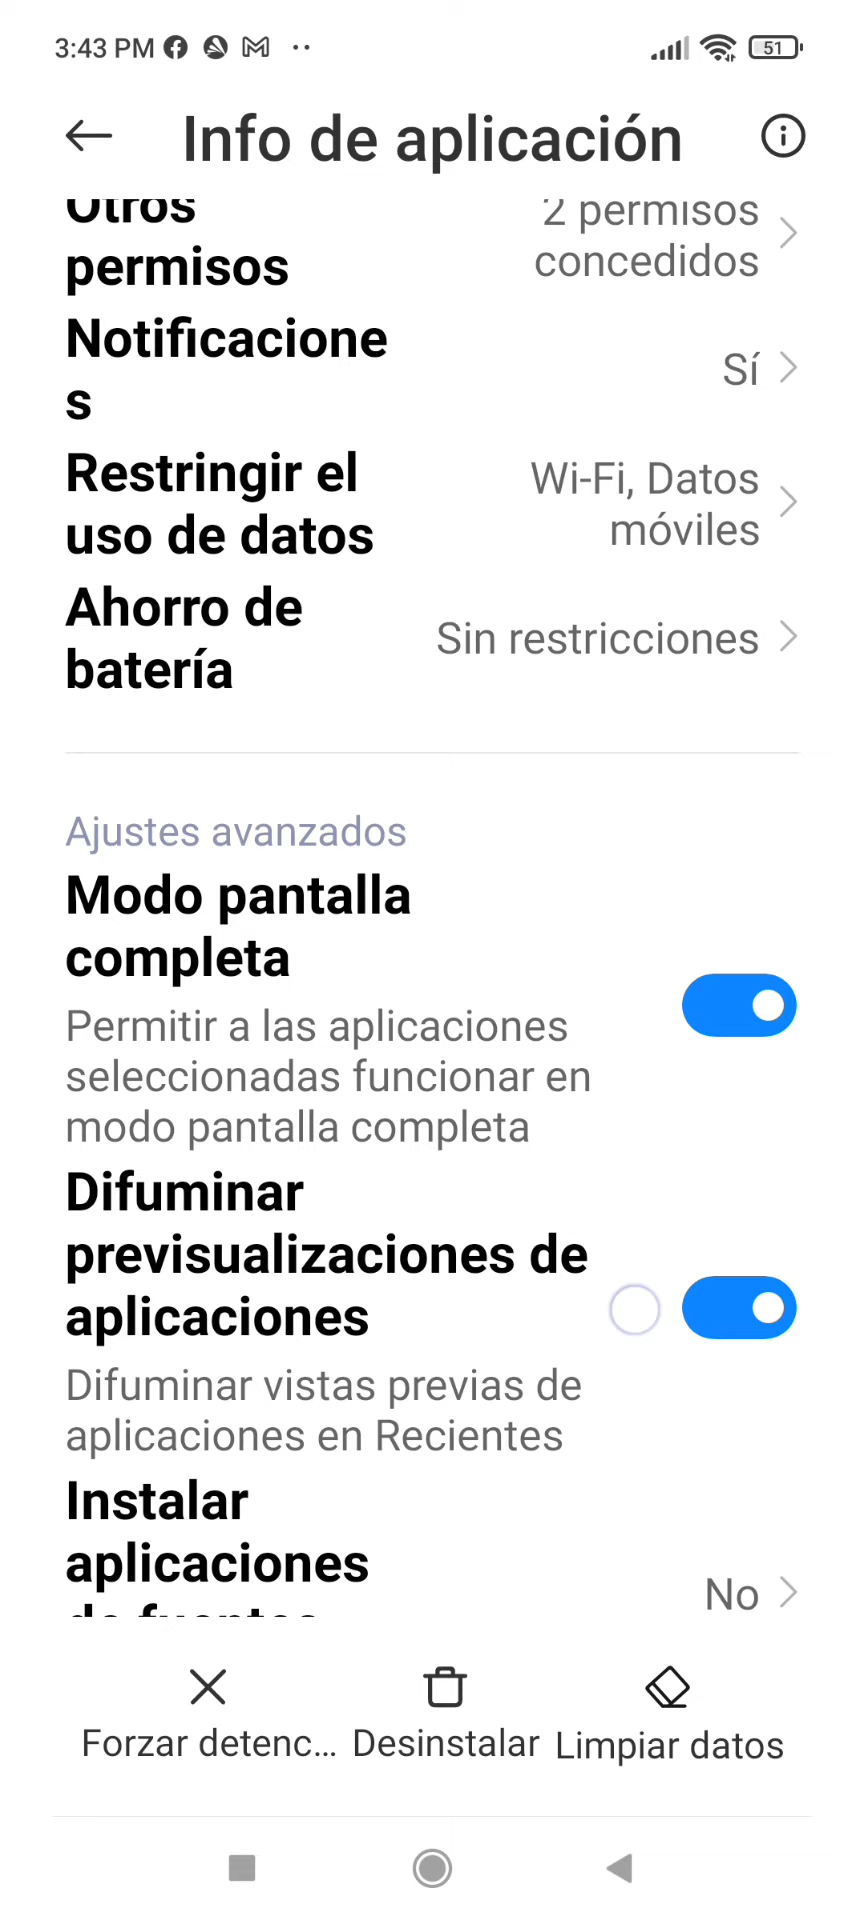 3:43 PM
51
Info de aplicación
Otros
permisos
2 permisos
concedidos
Notificacione
s
Sí
Restringir el
uso de datos
Wi-Fi, Datos
móviles
Ahorro de
batería
Sin restricciones
Ajustes avanzados
Modo pantalla
completa
Permitir a las aplicaciones
seleccionadas funcionar en
modo pantalla completa
Difuminar
previsualizaciones de
aplicaciones
Difuminar vistas previas de
aplicaciones en Recientes
Instalar
aplicaciones
de fuentes
No
Forzar detenc...
Desinstalar
Limpiar datos